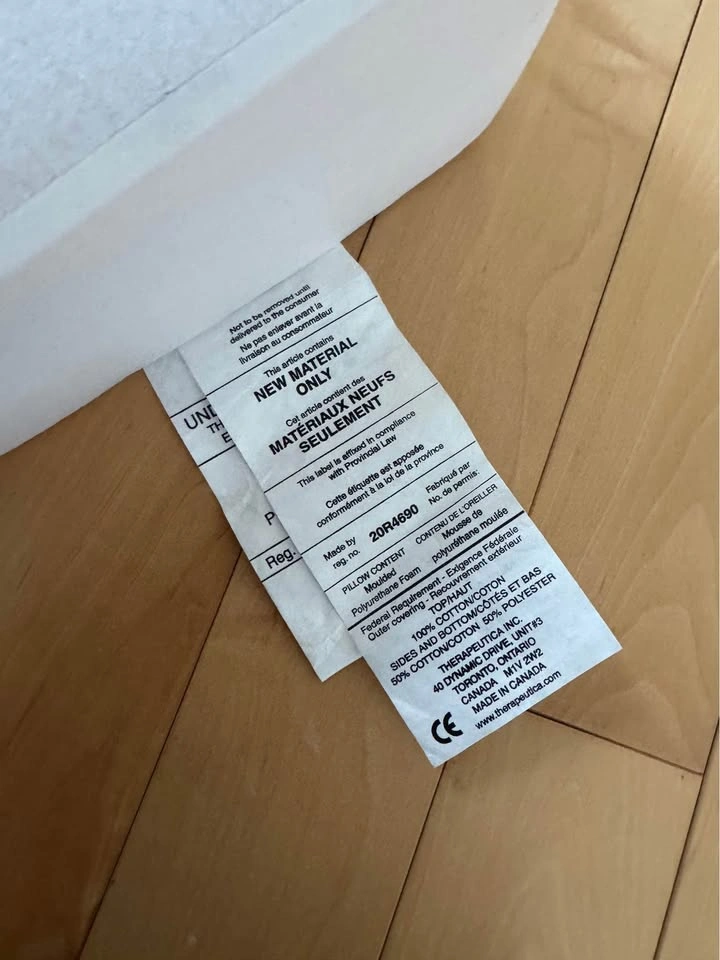 Not to be removed until
delivered to the consumer
Ne pas enlever avant la
livraison au consommateur
This article contains
NEW MATERIAL
ONLY
Cet article contient des
MATÉRIAUX NEUFS
SEULEMENT
This label is affixed in compliance
with Provincial Law
Cette étiquette est apposée
conformément à la loi de la province
Made by
reg. no.
20R4690
Fabriqué par
No. de permis:
PILLOW CONTENT
Moulded
Polyurethane Foam
CONTENU DE L'OREILLER
Mousse de
polyuréthane moulée
Federal Requirement - Exigence Fédérale
Outer covering - Recouvrement extérieur
TOP/HAUT
100% COTTON/COTON
SIDES AND BOTTOM/CÔTÉS ET BAS
50% COTTON/COTON 50% POLYESTER
THERAPEUTICA INC.
40 DYNAMIC DRIVE, UNIT#3
TORONTO, ONTARIO
CANADA M1V 2W2
MADE IN CANADA
www.therapeutica.com
CE
UND
TH
E
P
Reg.